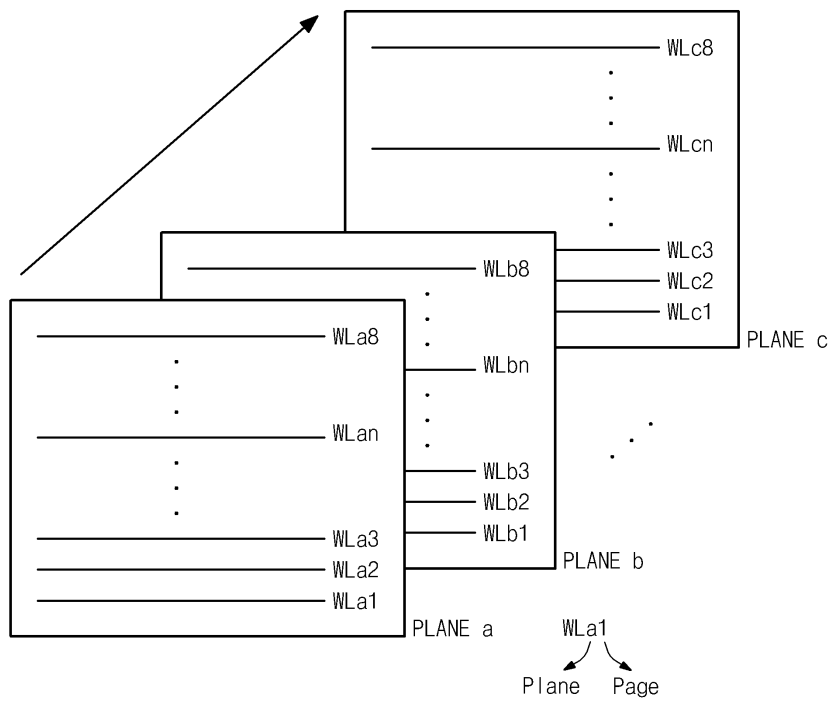 WLc8
WLcn
WLc3
WLc2
WLc1
PLANE c
WLb8
WLbn
WLb3
WLb2
WLb1
PLANE b
WLa8
WLan
WLa3
WLa2
WLa1
PLANE a
WLa1
Plane Page